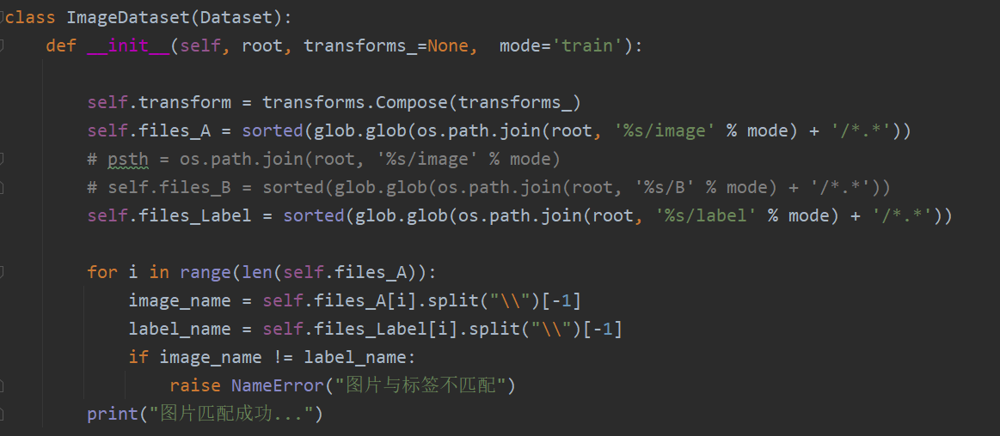 class ImageDataset(Dataset):
    def __init__(self, root, transforms_=None,  mode='train'):
        self.transform = transforms.Compose(transforms_)
        self.files_A = sorted(glob.glob(os.path.join(root, '%s/image' % mode) + '/*.*'))
        # psth = os.path.join(root, '%s/image' % mode)
        # self.files_B = sorted(glob.glob(os.path.join(root, '%s/B' % mode) + '/*.*'))
        self.files_Label = sorted(glob.glob(os.path.join(root, '%s/label' % mode) + '/*.*'))
        for i in range(len(self.files_A)):
            image_name = self.files_A[i].split("\\")[-1]
            label_name = self.files_Label[i].split("\\")[-1]
            if image_name != label_name:
                raise NameError("图片与标签不匹配")
        print("图片匹配成功...")